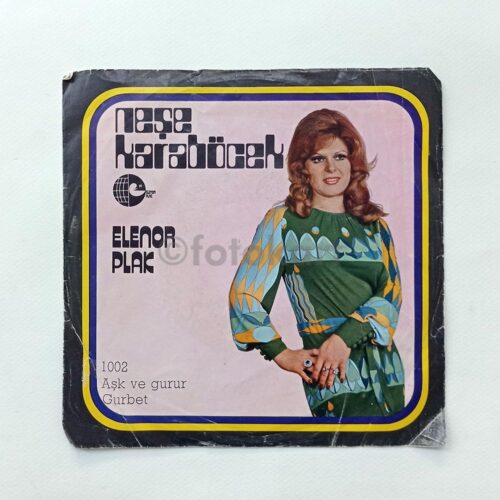 neşe
karaböcek
ELENOR
PLAK
1002
Aşk ve gurur
Gurbet